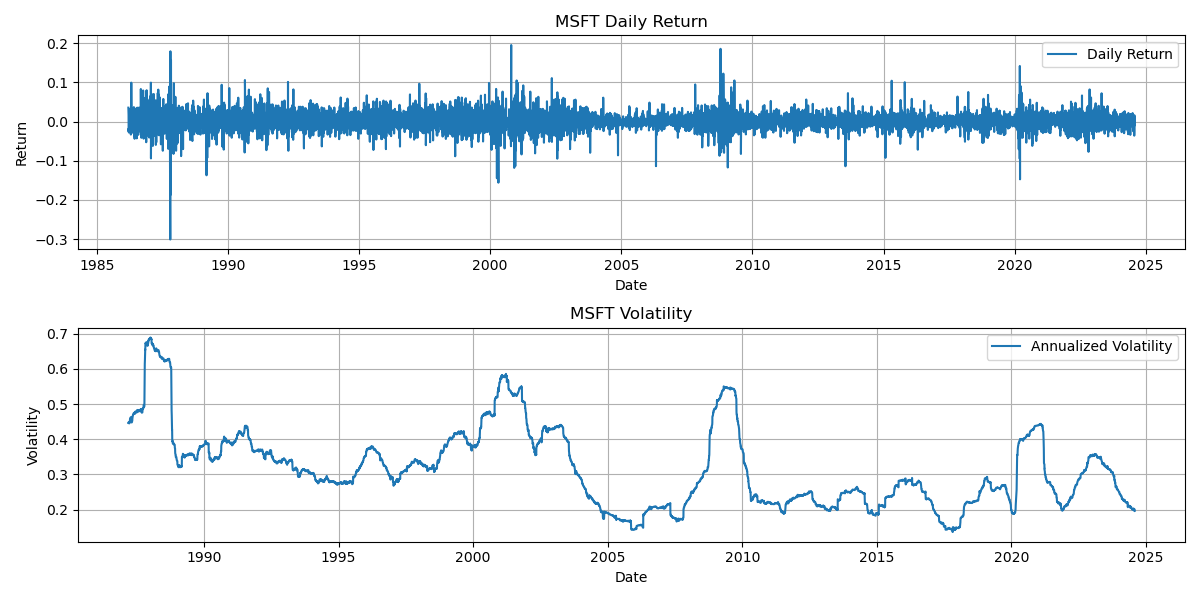 MSFT Daily Return
Daily Return
Return
0.2
0.1
0.0
−0.1
−0.2
−0.3
1985 1990 1995 2000 2005 2010 2015 2020 2025
Date
MSFT Volatility
Annualized Volatility
Volatility
0.7
0.6
0.5
0.4
0.3
0.2
1990 1995 2000 2005 2010 2015 2020 2025
Date